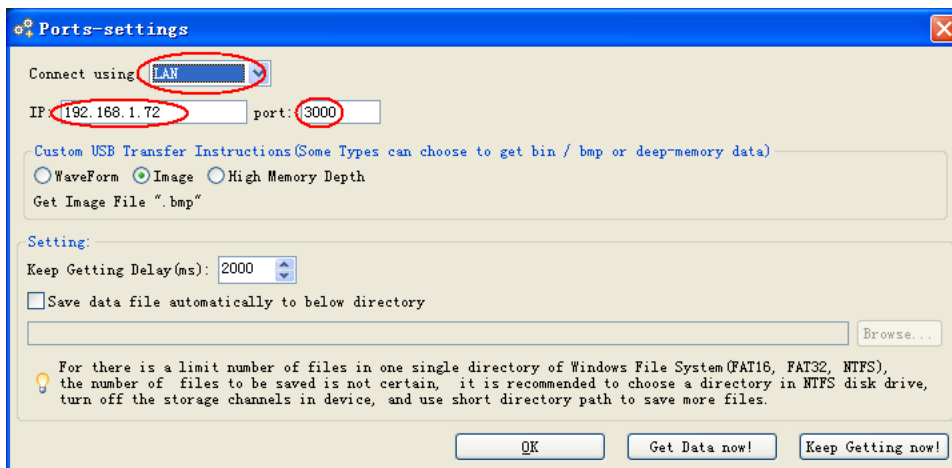 Ports-settings
Connect using: LAN
IP: 192.168.1.72 port: 3000
Custom USB Transfer Instructions(Some Types can choose to get bin / bmp or deep-memory data)
WaveForm Image High Memory Depth
Get Image File ".bmp"
Setting:
Keep Getting Delay(ms): 2000
Save data file automatically to below directory
Browse...
For there is a limit number of files in one single directory of Windows File System(FAT16, FAT32, NTFS),
the number of files to be saved is not certain, it is recommended to choose a directory in NTFS disk drive,
turn off the storage channels in device, and use short directory path to save more files.
OK Get Data now! Keep Getting now!